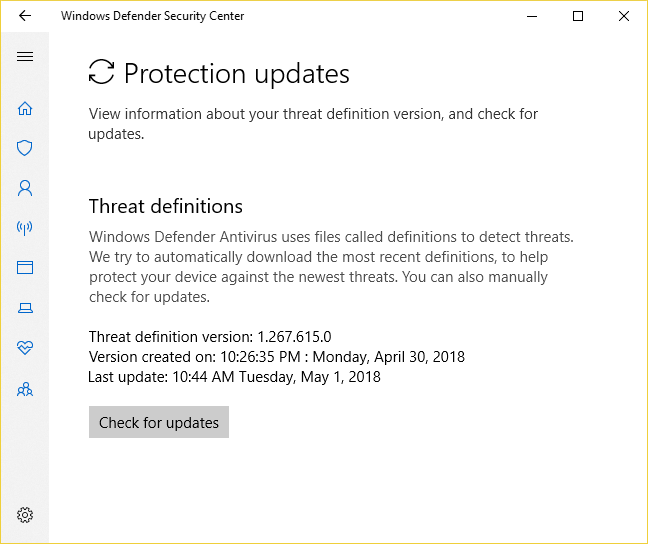 Windows Defender Security Center
Protection updates
View information about your threat definition version, and check for
updates.
Threat definitions
Windows Defender Antivirus uses files called definitions to detect threats.
We try to automatically download the most recent definitions, to help
protect your device against the newest threats. You can also manually
check for updates.
Threat definition version: 1.267.615.0
Version created on: 10:26:35 PM : Monday, April 30, 2018
Last update: 10:44 AM Tuesday, May 1, 2018
Check for updates